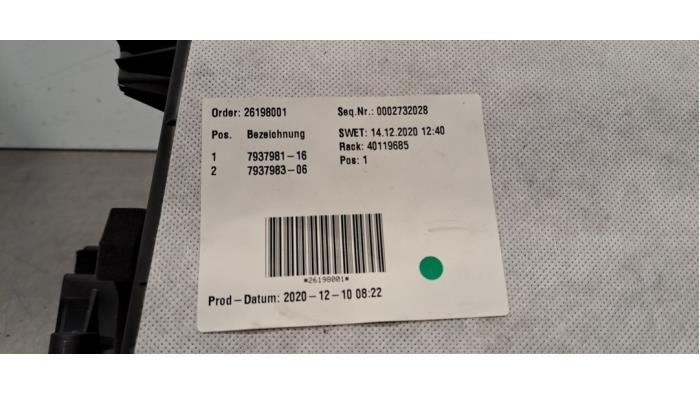 Order: 26198001 Seq.Nr.: 0002732028
Pos. Bezeichnung SWET: 14.12.2020 12:40
Rack: 40119685
1 7937981-16 Pos: 1
2 7937983-06
*26198001*
Prod-Datum: 2020-12-10 08:22